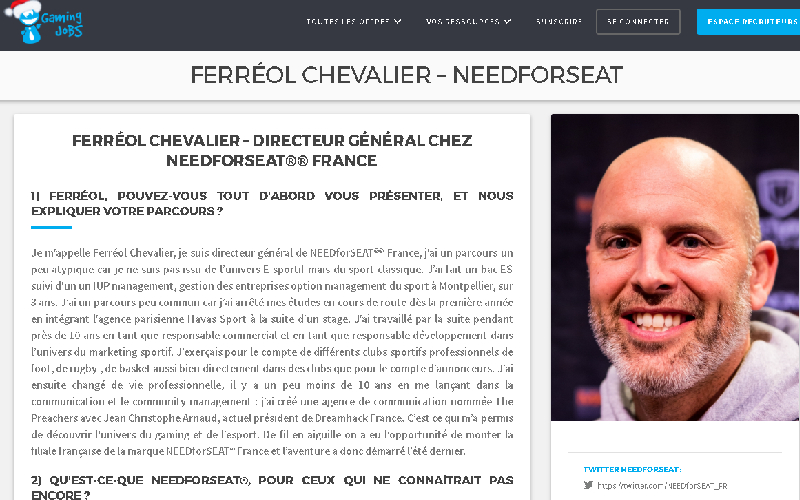 Gaming
JoBS
TOUTES LES OFFRES
VOS RESSOURCES
S'INSCRIRE
SE CONNECTER
ESPACE RECRUTEURS
FERRÉOL CHEVALIER – NEEDFORSEAT
FERRÉOL CHEVALIER – DIRECTEUR GÉNÉRAL CHEZ
NEEDFORSEAT®® FRANCE
1) FERRÉOL, POUVEZ-VOUS TOUT D'ABORD VOUS PRÉSENTER, ET NOUS
EXPLIQUER VOTRE PARCOURS ?
Je m'appelle Ferréol Chevalier, je suis directeur général de NEEDforSEAT®® France, j'ai un parcours un
peu atypique car je ne suis pas issu de l'univers E-sportif mais du sport classique. J'ai fait un bac ES
suivi d'un un IUP management, gestion des entreprises option management du sport à Montpellier, sur
3 ans. J'ai un parcours peu commun car j'ai arrêté mes études en cours de route dès la première année
en intégrant l'agence parisienne Havas Sport à la suite d'un stage. J'ai travaillé par la suite pendant
près de 10 ans en tant que responsable commercial et en tant que responsable développement dans
l'univers du marketing sportif. J'exerçais pour le compte de différents clubs sportifs professionnels de
foot, de rugby , de basket aussi bien directement dans des clubs que pour le compte d'annonceurs. J'ai
ensuite changé de vie professionnelle, il y a un peu moins de 10 ans en me lançant dans la
communication et le community management : j'ai créé une agence de communication nommée The
Preachers avec Jean Christophe Arnaud, actuel président de Dreamhack France. C'est ce qui m'a permis
de découvrir l'univers du gaming et de l'esport. De fil en aiguille on a eu l'opportunité de monter la
filiale française de la marque NEEDforSEAT™ France et l'aventure a donc démarré l'été dernier.
2) QU'EST-CE-QUE NEEDFORSEAT®, POUR CEUX QUI NE CONNAÎTRAIT PAS
ENCORE ?
TWITTER NEEDFORSEAT:
https://twitter.com/NEEDforSEAT_FR